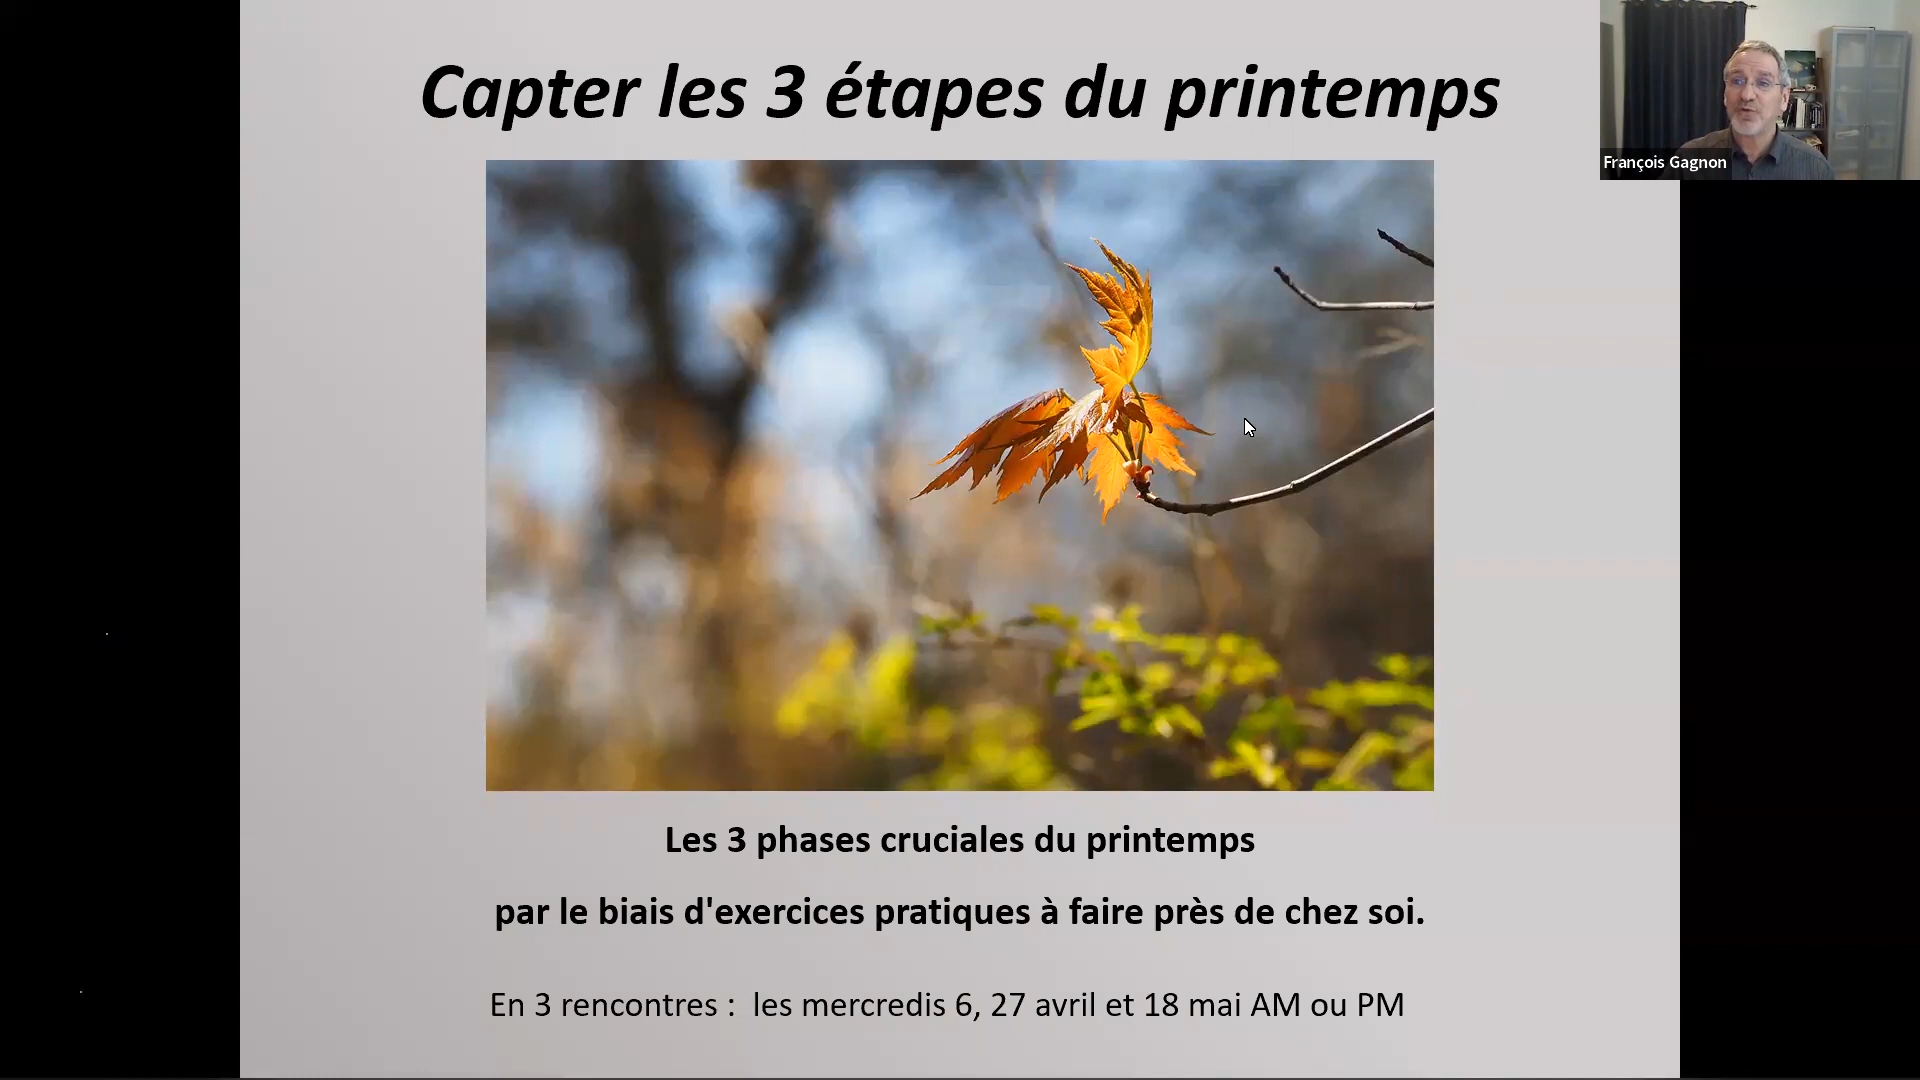 Capter les 3 étapes du printemps
François Gagnon
Les 3 phases cruciales du printemps
par le biais d'exercices pratiques à faire près de chez soi.
En 3 rencontres :  les mercredis 6, 27 avril et 18 mai AM ou PM